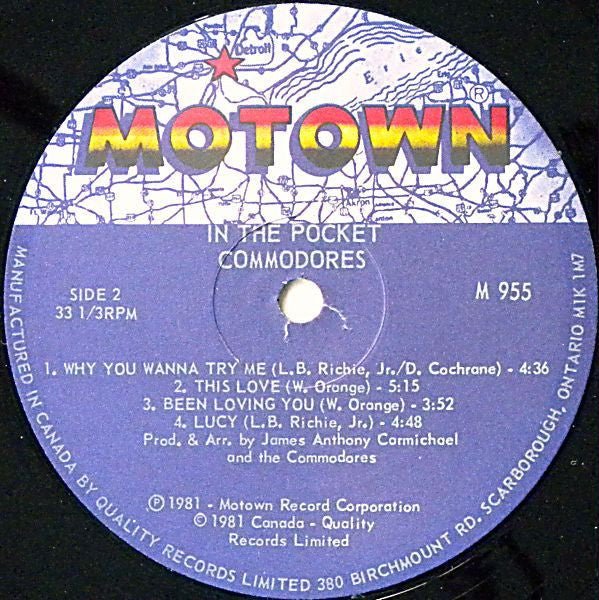 Detroit
Erie
MOTOWN®
Akron
IN THE POCKET
COMMODORES
SIDE 2
33 1/3RPM
M 955
1. WHY YOU WANNA TRY ME (L.B. Richie, Jr./D. Cochrane) - 4:36
2. THIS LOVE (W. Orange) - 5:15
3. BEEN LOVING YOU (W. Orange) - 3:52
4. LUCY (L.B. Richie, Jr.) - 4:48
Prod. & Arr. by James Anthony Carmichael
and the Commodores
℗ 1981 - Motown Record Corporation
© 1981 Canada - Quality
Records Limited
MANUFACTURED IN CANADA BY QUALITY RECORDS LIMITED 380 BIRCHMOUNT RD. SCARBOROUGH, ONTARIO M1K 1M7